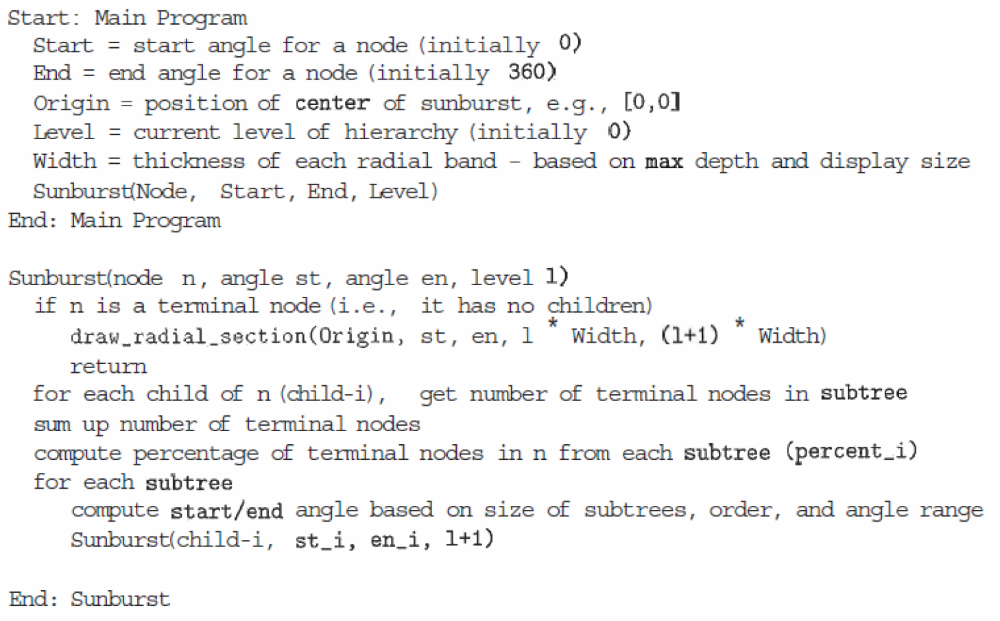 Start: Main Program
Start = start angle for a node (initially 0)
End = end angle for a node (initially 360)
Origin = position of center of sunburst, e.g., [0,0]
Level = current level of hierarchy (initially 0)
Width = thickness of each radial band - based on max depth and display size
Sunburst(Node, Start, End, Level)
End: Main Program
Sunburst(node n, angle st, angle en, level l)
if n is a terminal node (i.e., it has no children)
draw_radial_section(Origin, st, en, l * Width, (l+1) * Width)
return
for each child of n (child-i), get number of terminal nodes in subtree
sum up number of terminal nodes
compute percentage of terminal nodes in n from each subtree (percent_i)
for each subtree
compute start/end angle based on size of subtrees, order, and angle range
Sunburst(child-i, st_i, en_i, l+1)
End: Sunburst